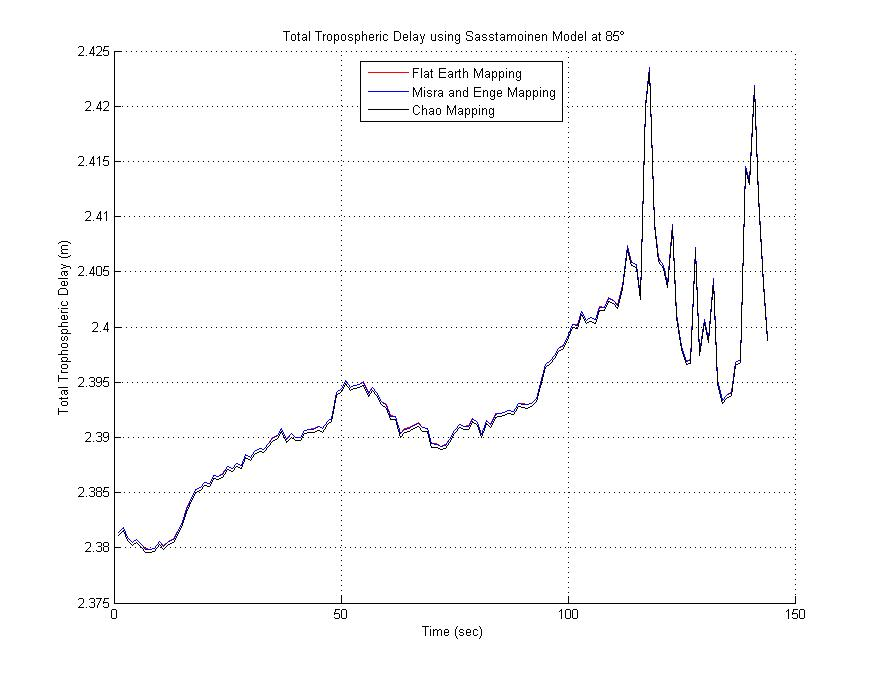 Total Tropospheric Delay using Sasstamoinen Model at 85°
Flat Earth Mapping
Misra and Enge Mapping
Chao Mapping
Total Trophospheric Delay (m)
2.425
2.42
2.415
2.41
2.405
2.4
2.395
2.39
2.385
2.38
2.375
0
50
100
150
Time (sec)